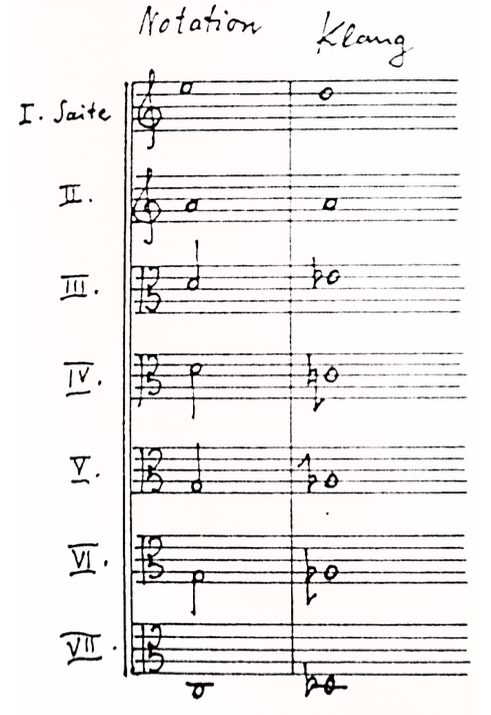 Notation Klang
I. Saite
II.
III.
IV.
V.
VI.
VII.